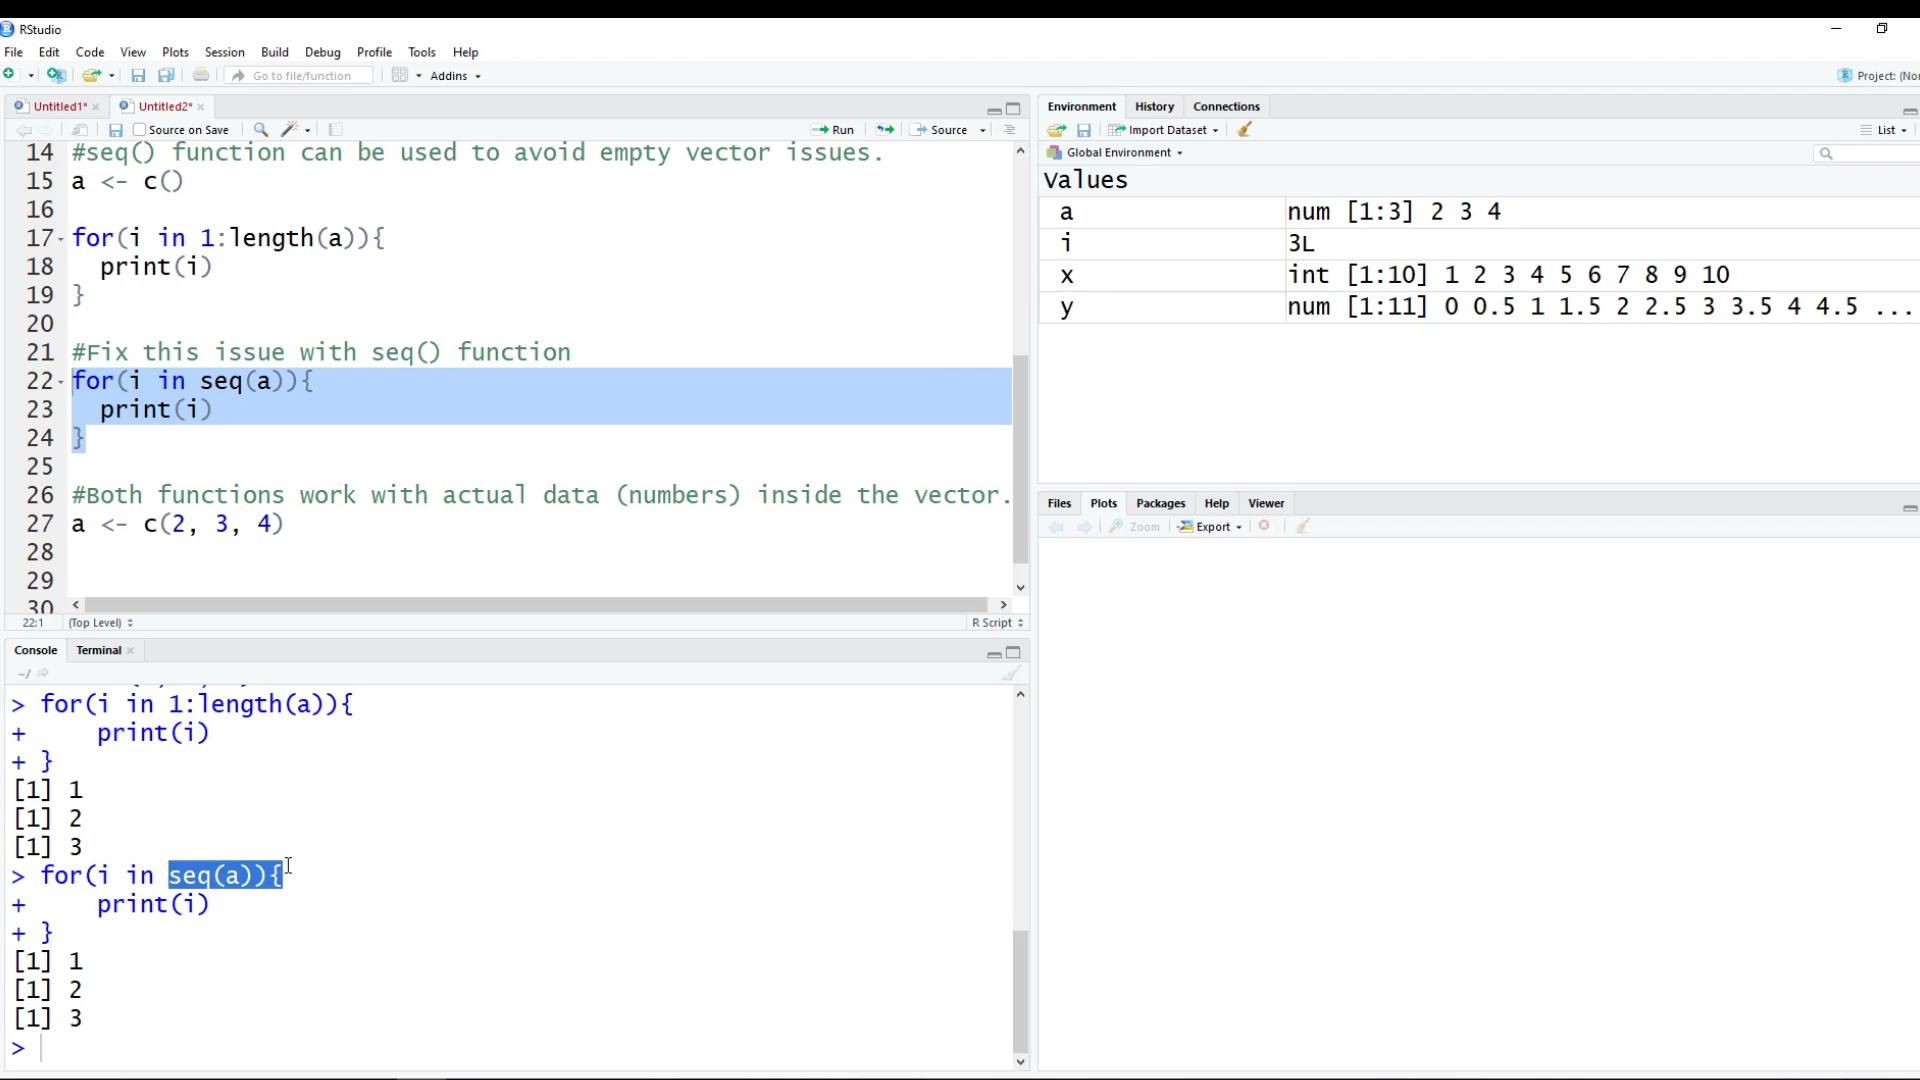 RStudio
File Edit Code View Plots Session Build Debug Profile Tools Help
Go to file/function Addins Project: (Non
Untitled1* Untitled2*
Source on Save Run Source
14 #seq() function can be used to avoid empty vector issues.
15 a <- c()
16
17 for(i in 1:length(a)){
18 print(i)
19 }
20
21 #Fix this issue with seq() function
22 for(i in seq(a)){
23 print(i)
24 }
25
26 #Both functions work with actual data (numbers) inside the vector.
27 a <- c(2, 3, 4)
28
29
30
22:1 (Top Level) R Script
Console Terminal
~/
> for(i in 1:length(a)){
+ print(i)
+ }
[1] 1
[1] 2
[1] 3
> for(i in seq(a)){
+ print(i)
+ }
[1] 1
[1] 2
[1] 3
>
Environment History Connections
Import Dataset List
Global Environment
Values
a num [1:3] 2 3 4
i 3L
x int [1:10] 1 2 3 4 5 6 7 8 9 10
y num [1:11] 0 0.5 1 1.5 2 2.5 3 3.5 4 4.5 ...
Files Plots Packages Help Viewer
Zoom Export